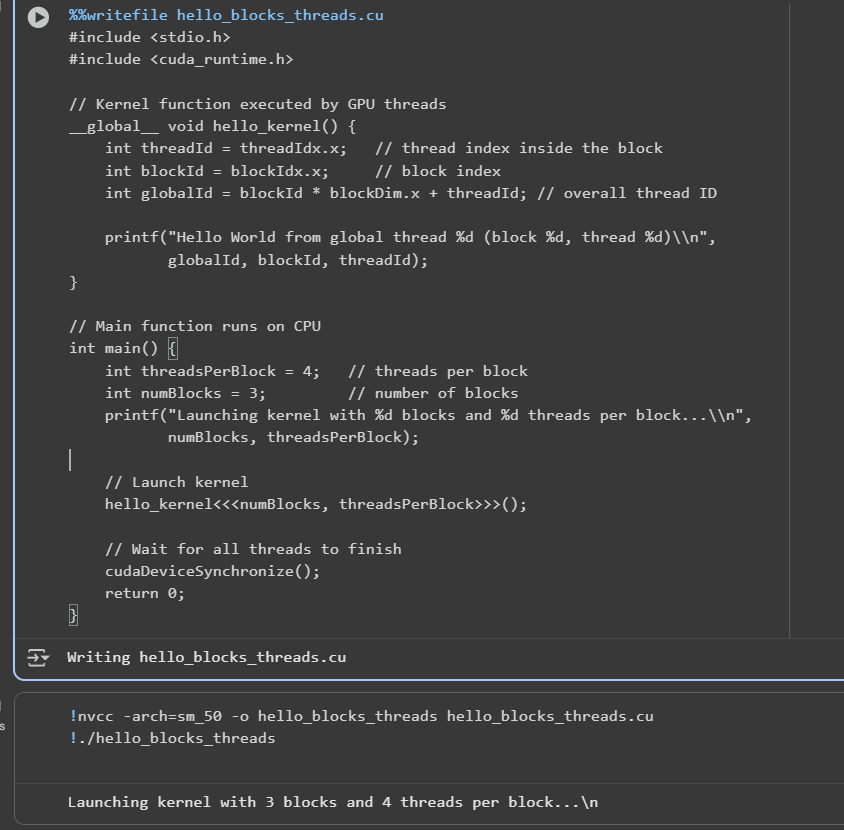 %%writefile hello_blocks_threads.cu
#include <stdio.h>
#include <cuda_runtime.h>

// Kernel function executed by GPU threads
__global__ void hello_kernel() {
    int threadId = threadIdx.x;   // thread index inside the block
    int blockId = blockIdx.x;     // block index
    int globalId = blockId * blockDim.x + threadId; // overall thread ID

    printf("Hello World from global thread %d (block %d, thread %d)\\n",
           globalId, blockId, threadId);
}

// Main function runs on CPU
int main() {
    int threadsPerBlock = 4;   // threads per block
    int numBlocks = 3;         // number of blocks
    printf("Launching kernel with %d blocks and %d threads per block...\\n",
           numBlocks, threadsPerBlock);

    // Launch kernel
    hello_kernel<<<numBlocks, threadsPerBlock>>>();

    // Wait for all threads to finish
    cudaDeviceSynchronize();
    return 0;
}
Writing hello_blocks_threads.cu
!nvcc -arch=sm_50 -o hello_blocks_threads hello_blocks_threads.cu
!./hello_blocks_threads
Launching kernel with 3 blocks and 4 threads per block...\n